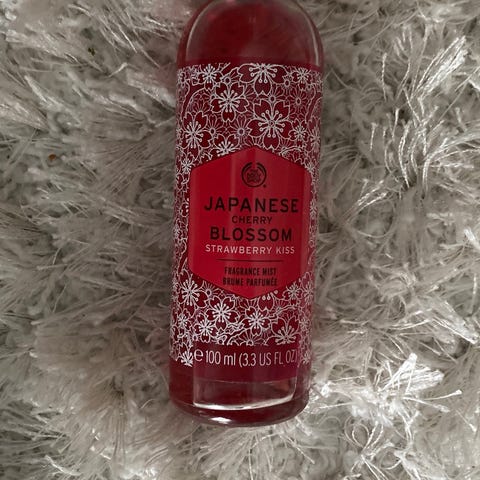 JAPANESE
CHERRY
BLOSSOM
STRAWBERRY KISS
FRAGRANCE MIST
BRUME PARFUMÉE
℮ 100 ml (3.3 US FL OZ)